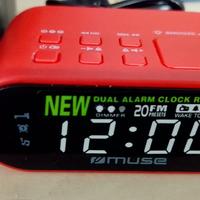 NEW DUAL ALARM CLOCK R
DIMMER 20 FM PRESETS WAKE TO
12:00
muse